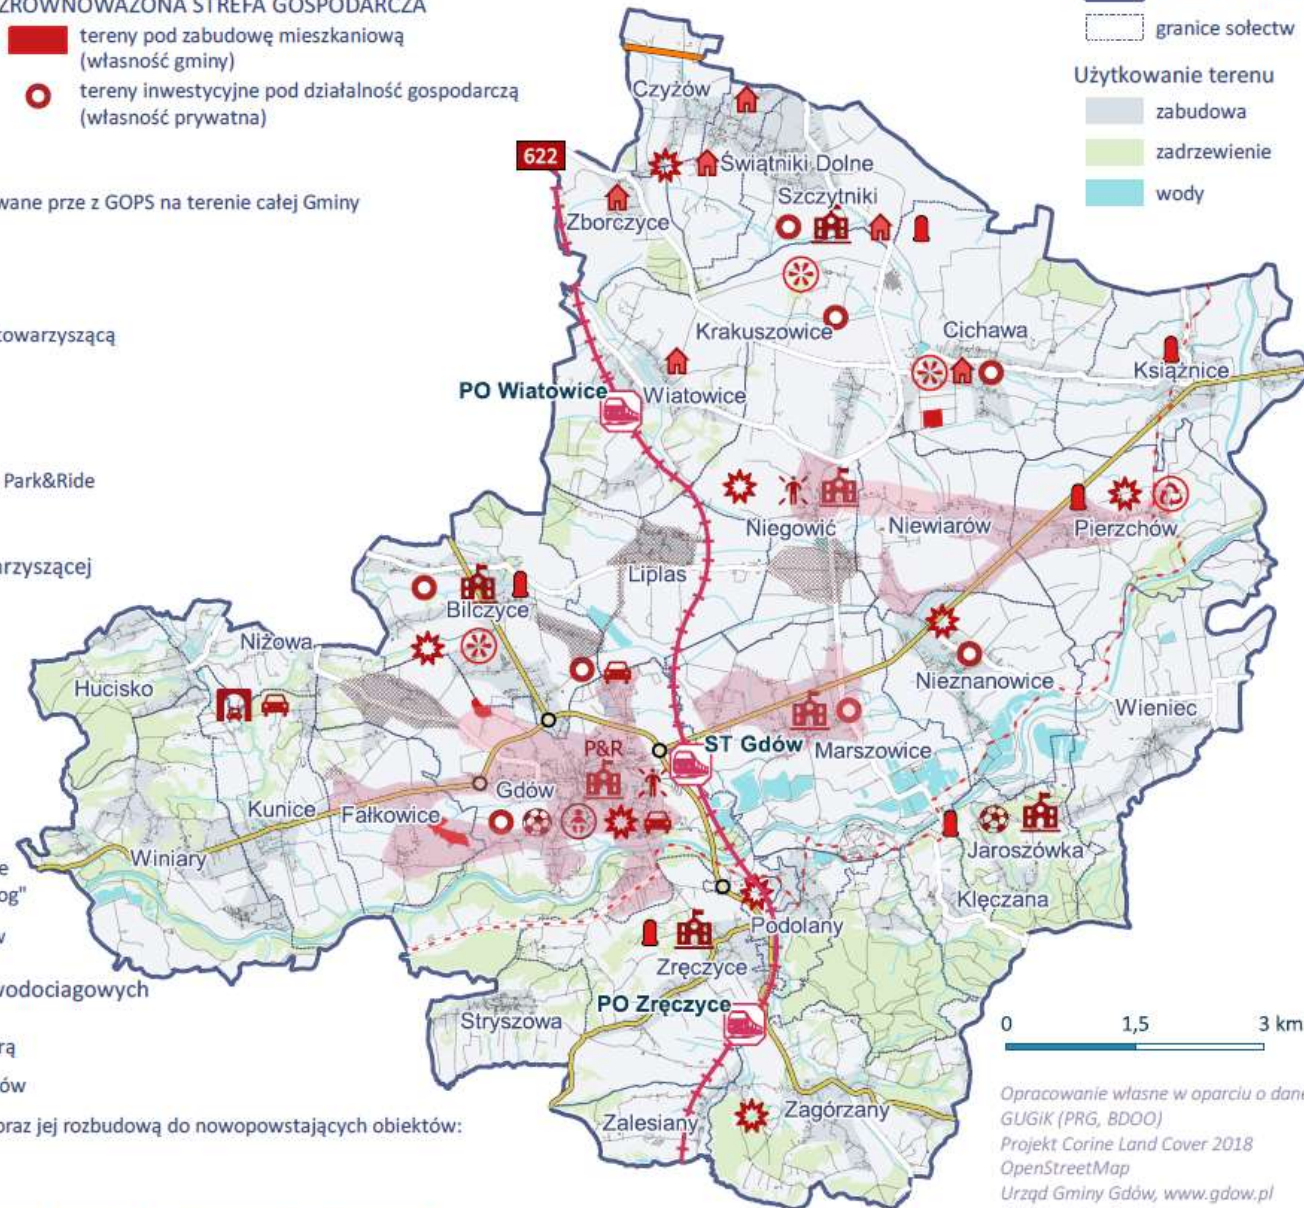 ZRÓWNOWAŻONA STREFA GOSPODARCZA
tereny pod zabudowę mieszkaniową
(własność gminy)
tereny inwestycyjne pod działalność gospodarczą
(własność prywatna)
wane prze z GOPS na terenie całej Gminy
towarzyszącą
Park&Ride
arzyszącej
e
og"
w
wodociagowych
rą
ów
oraz jej rozbudową do nowopowstających obiektów:
granice sołectw
Użytkowanie terenu
zabudowa
zadrzewienie
wody
622
Czyżów
Świątniki Dolne
Szczytniki
Zborczyce
Krakuszowice
Cichawa
Książnice
PO Wiatowice
Wiatowice
Niegowić
Niewiarów
Pierzchów
Liplas
Bilczyce
Niżowa
Hucisko
Nieznanowice
Wieniec
P&R
ST Gdów
Marszowice
Gdów
Kunice
Fałkowice
Winiary
Jaroszówka
Klęczana
Podolany
Zręczyce
PO Zręczyce
Stryszowa
Zalesiany
Zagórzany
0 1,5 3 km
Opracowanie własne w oparciu o dane
GUGiK (PRG, BDOO)
Projekt Corine Land Cover 2018
OpenStreetMap
Urząd Gminy Gdów, www.gdow.pl